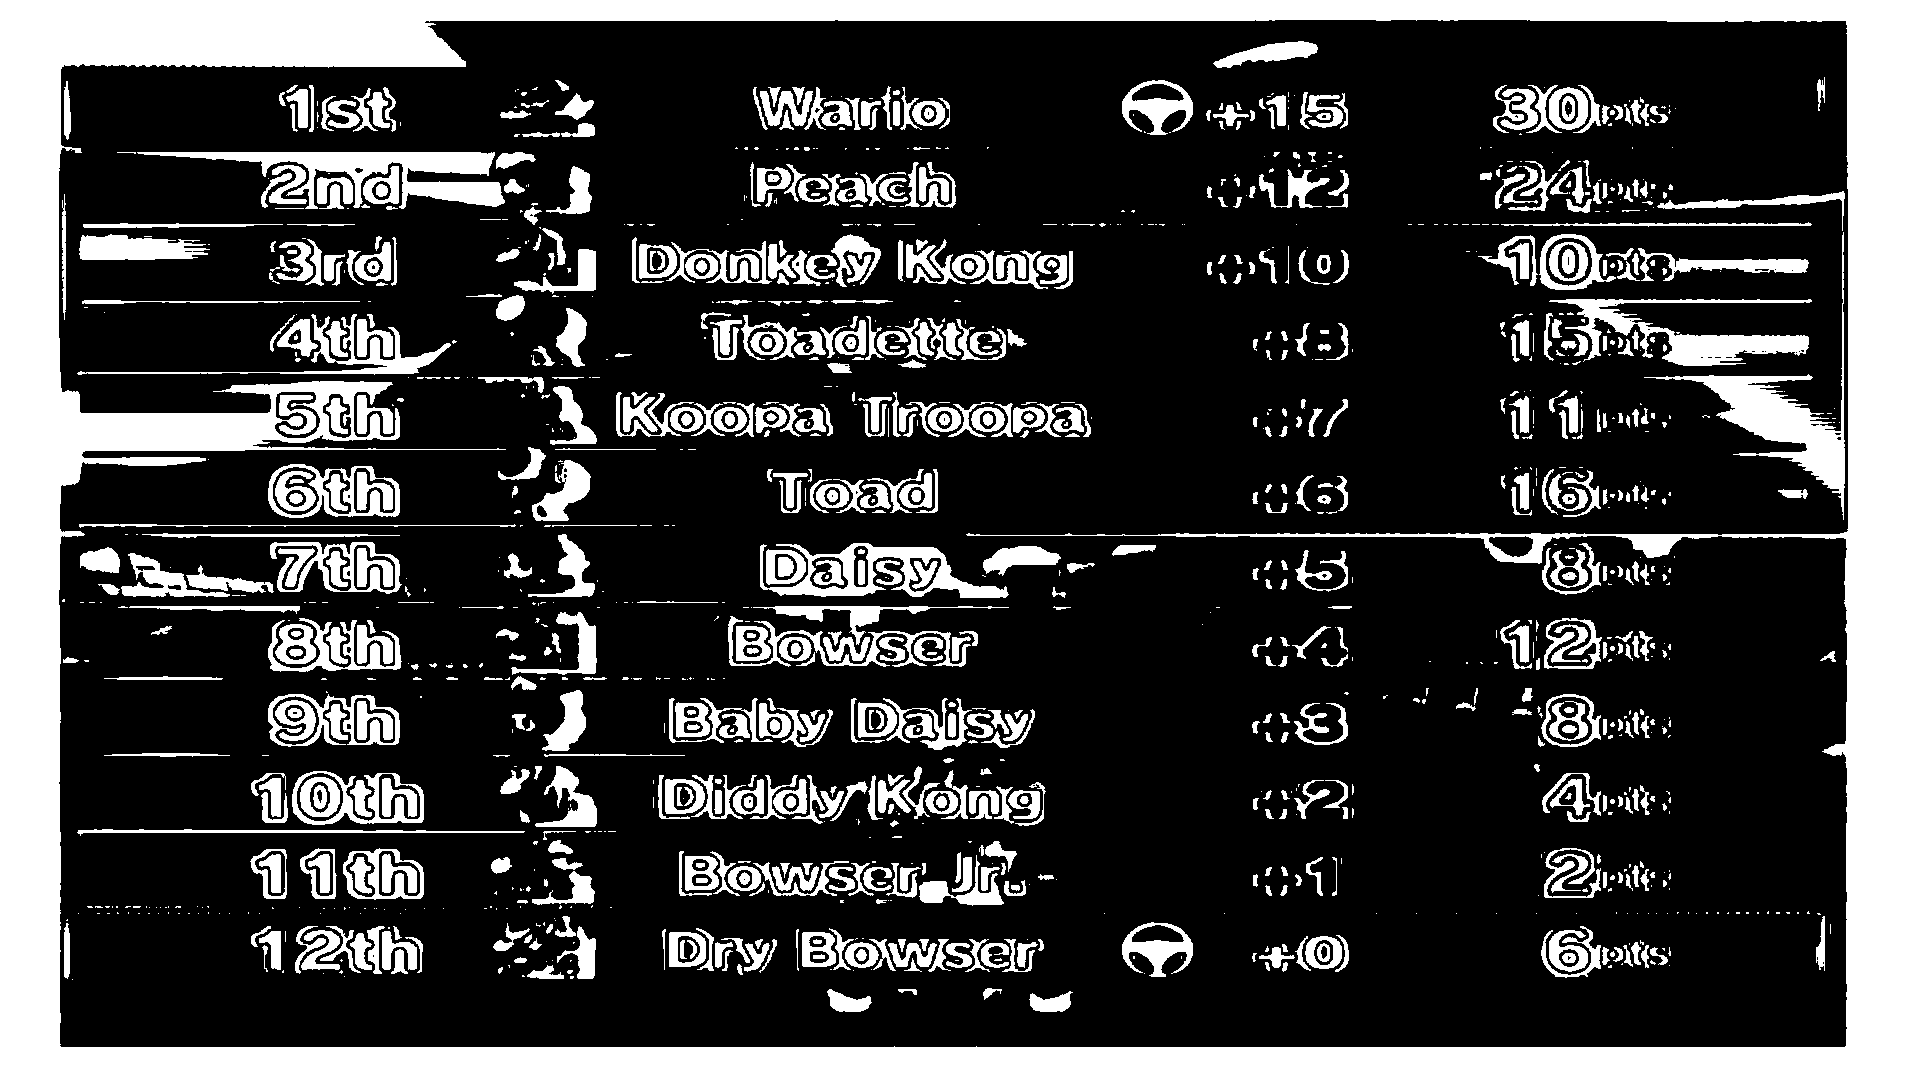 1st Wario +15 30pts
2nd Peach +12 24pts
3rd Donkey Kong +10 10pts
4th Toadette +8 15pts
5th Koopa Troopa +7 11pts
6th Toad +6 16pts
7th Daisy +5 8pts
8th Bowser +4 12pts
9th Baby Daisy +3 8pts
10th Diddy Kong +2 4pts
11th Bowser Jr. +1 2pts
12th Dry Bowser +0 6pts